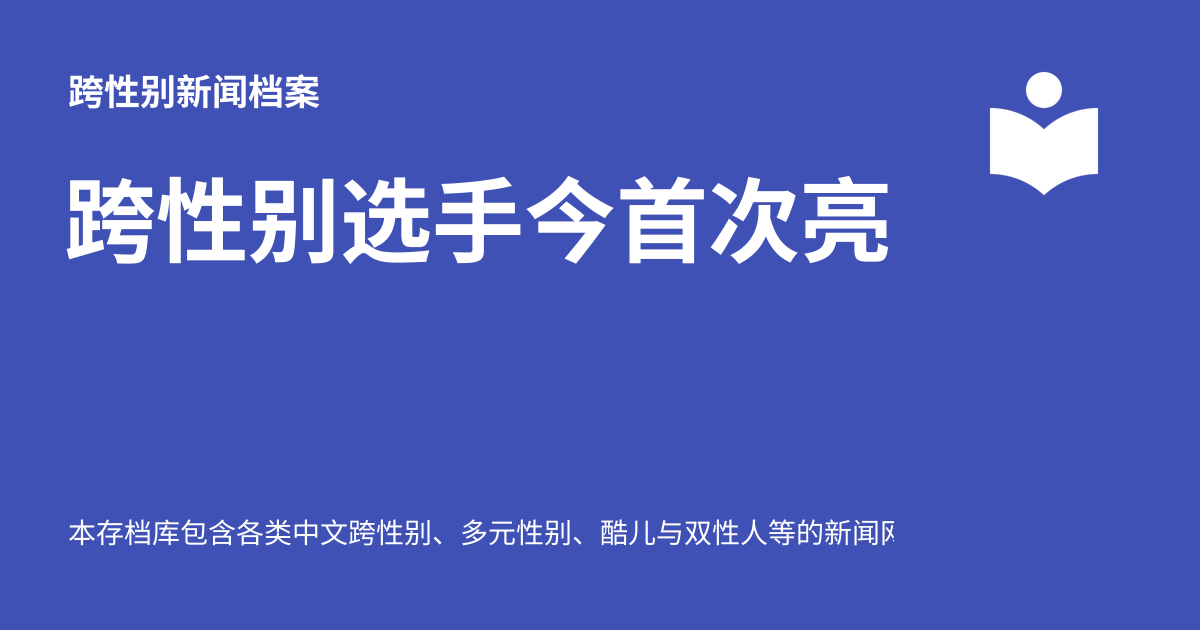 跨性别新闻档案
跨性别选手今首次亮
本存档库包含各类中文跨性别、多元性别、酷儿与双性人等的新闻